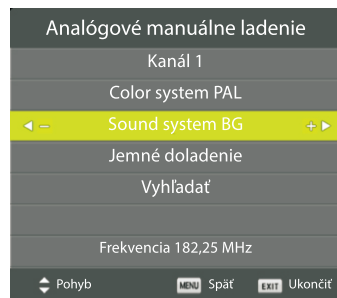 Analógové manuálne ladenie
Kanál 1
Color system PAL
– Sound system BG +
Jemné doladenie
Vyhľadať
Frekvencia 182,25 MHz
Pohyb MENU Späť EXIT Ukončiť